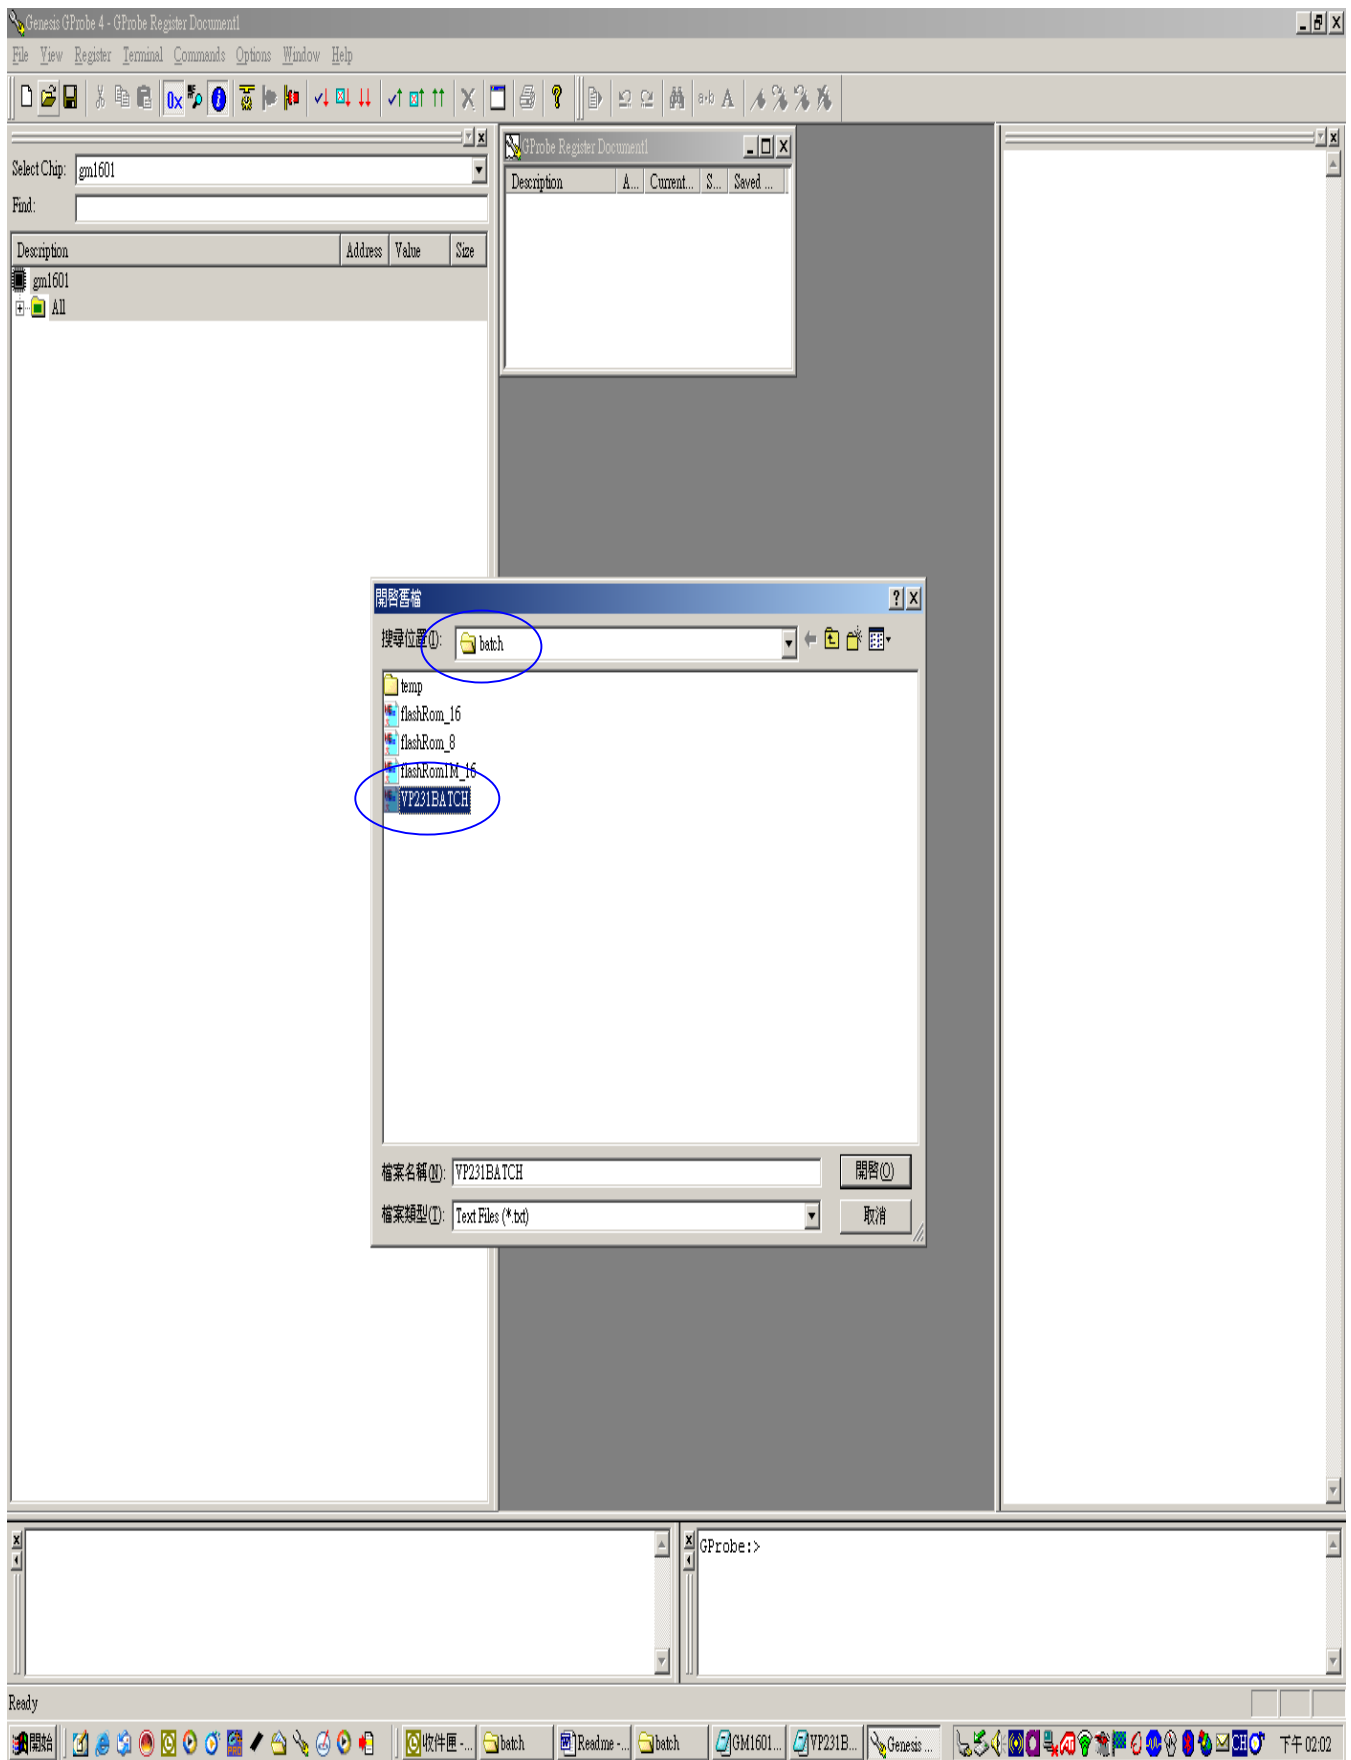 Genesis GProbe 4 - GProbe Register Document1
File View Register Terminal Commands Options Window Help
0x
Select Chip: gm1601
Find:
Description Address Value Size
gm1601
All
GProbe Register Document1
Description A... Current... S... Saved ...
開啓舊檔
搜尋位置(I): batch
temp
flashRom_16
flashRom_8
flashRom1M_16
VP231BATCH
檔案名稱(N): VP231BATCH 開啓(O)
檔案類型(T): Text Files (*.txt) 取消
GProbe:>
Ready
開始 收件匣 -... batch Readme -... batch GM1601... VP231B... Genesis ... CH 下午 02:02